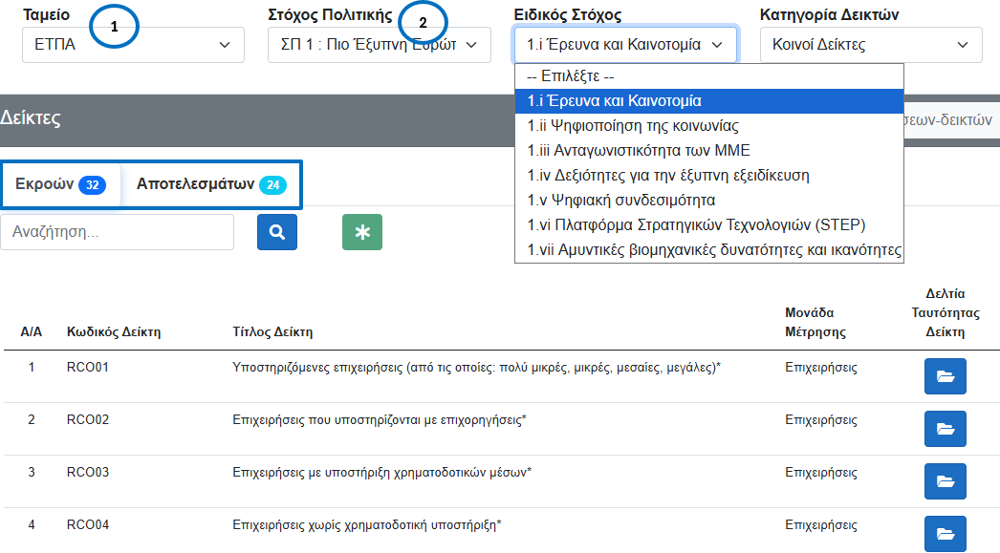 Ταμείο
1
Στόχος Πολιτικής
2
Ειδικός Στόχος
Κατηγορία Δεικτών
ΕΤΠΑ
ΣΠ 1 : Πιο Έξυπνη Ευρώπ
1.i Έρευνα και Καινοτομία
Κοινοί Δείκτες
-- Επιλέξτε --
1.i Έρευνα και Καινοτομία
1.ii Ψηφιοποίηση της κοινωνίας
1.iii Ανταγωνιστικότητα των ΜΜΕ
1.iv Δεξιότητες για την έξυπνη εξειδίκευση
1.v Ψηφιακή συνδεσιμότητα
1.vi Πλατφόρμα Στρατηγικών Τεχνολογιών (STEP)
1.vii Αμυντικές βιομηχανικές δυνατότητες και ικανότητες
Δείκτες
σεων-δεικτών
Εκροών 32
Αποτελεσμάτων 24
Αναζήτηση...
Α/Α
Κωδικός Δείκτη
Τίτλος Δείκτη
Μονάδα
Μέτρησης
Δελτία
Ταυτότητας
Δείκτη
1 RCO01 Υποστηριζόμενες επιχειρήσεις (από τις οποίες: πολύ μικρές, μικρές, μεσαίες, μεγάλες)* Επιχειρήσεις
2 RCO02 Επιχειρήσεις που υποστηρίζονται με επιχορηγήσεις* Επιχειρήσεις
3 RCO03 Επιχειρήσεις με υποστήριξη χρηματοδοτικών μέσων* Επιχειρήσεις
4 RCO04 Επιχειρήσεις χωρίς χρηματοδοτική υποστήριξη* Επιχειρήσεις